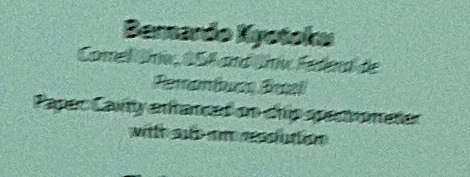 Bernardo Kyotoku
Cornell Univ., USA and Univ. Federal de
Pernambuco, Brazil
Paper: Cavity enhanced on-chip spectrometer
with sub-nm resolution